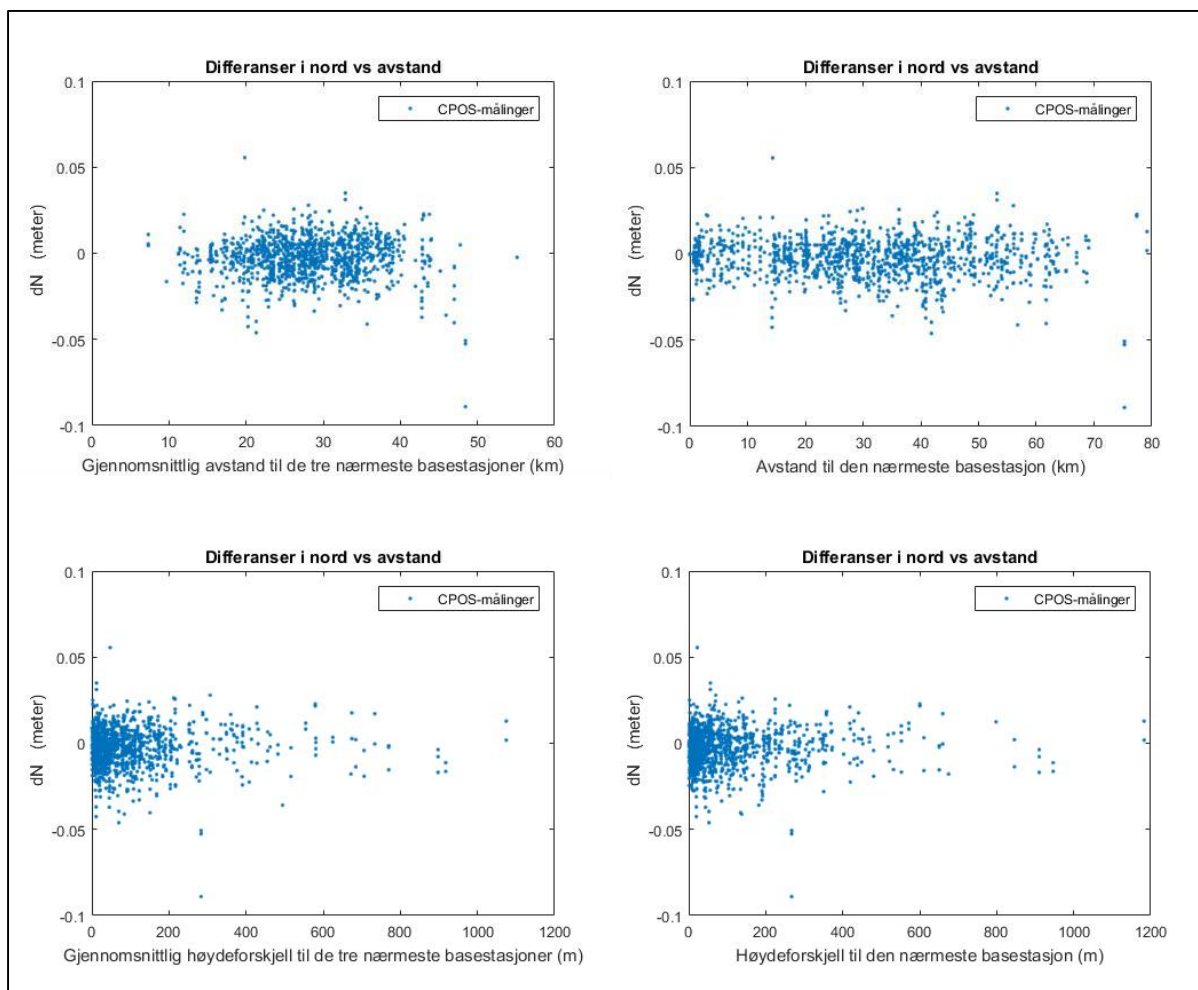 Differanser i nord vs avstand
CPOS-målinger
dN (meter)
0.1
0.05
0
-0.05
-0.1
0 10 20 30 40 50 60
Gjennomsnittlig avstand til de tre nærmeste basestasjoner (km)
Differanser i nord vs avstand
CPOS-målinger
dN (meter)
0.1
0.05
0
-0.05
-0.1
0 10 20 30 40 50 60 70 80
Avstand til den nærmeste basestasjon (km)
Differanser i nord vs avstand
CPOS-målinger
dN (meter)
0.1
0.05
0
-0.05
-0.1
0 200 400 600 800 1000 1200
Gjennomsnittlig høydeforskjell til de tre nærmeste basestasjoner (m)
Differanser i nord vs avstand
CPOS-målinger
dN (meter)
0.1
0.05
0
-0.05
-0.1
0 200 400 600 800 1000 1200
Høydeforskjell til den nærmeste basestasjon (m)